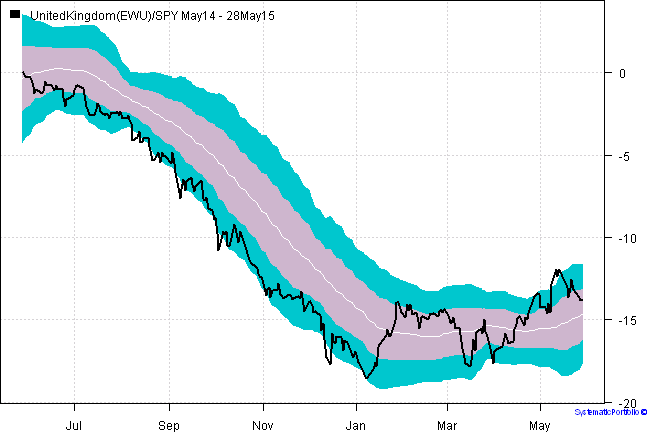 UnitedKingdom(EWU)/SPY May14 - 28May15
0
-5
-10
-15
-20
Jul Sep Nov Jan Mar May
SystematicPortfolio ©